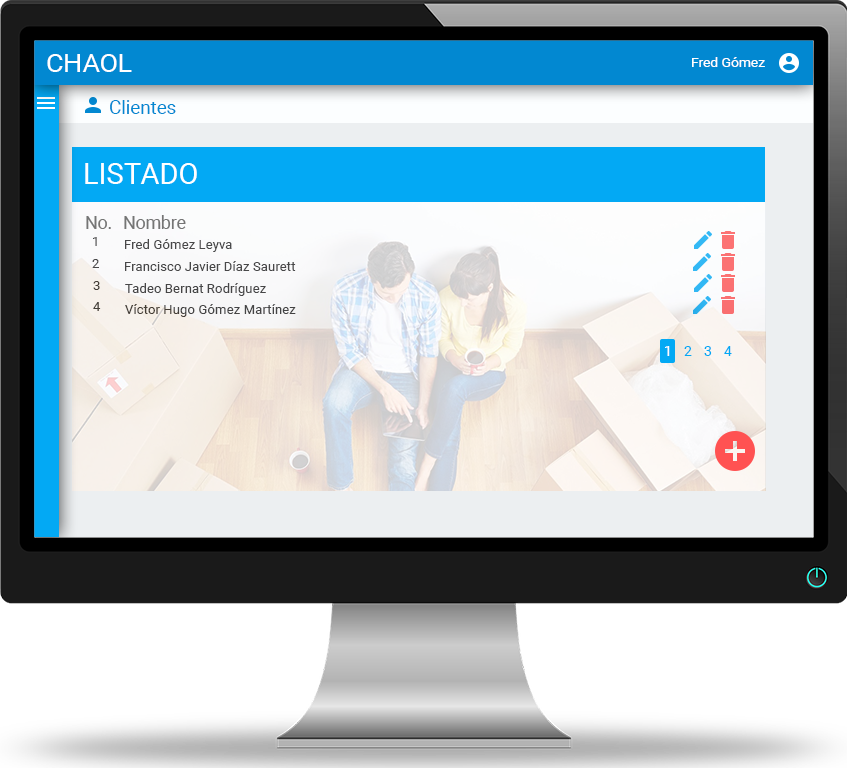 CHAOL
Fred Gómez
Clientes
LISTADO
No. Nombre
1 Fred Gómez Leyva
2 Francisco Javier Díaz Saurett
3 Tadeo Bernat Rodríguez
4 Víctor Hugo Gómez Martínez
1 2 3 4